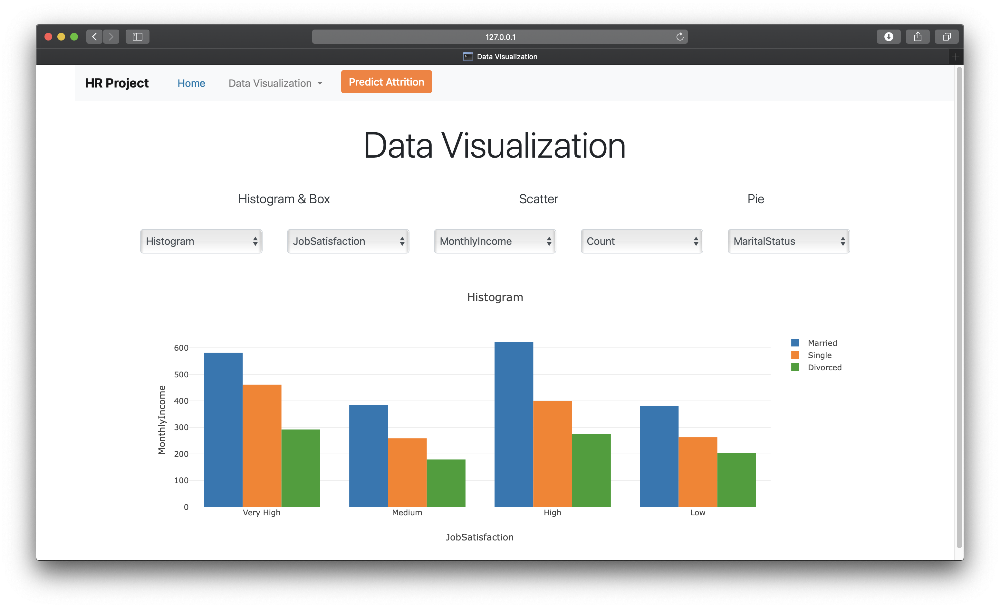 127.0.0.1
Data Visualization
HR Project Home Data Visualization Predict Attrition
Data Visualization
Histogram & Box Scatter Pie
Histogram JobSatisfaction MonthlyIncome Count MaritalStatus
Histogram
Married
Single
Divorced
600
500
400
300
200
100
0
MonthlyIncome
Very High Medium High Low
JobSatisfaction